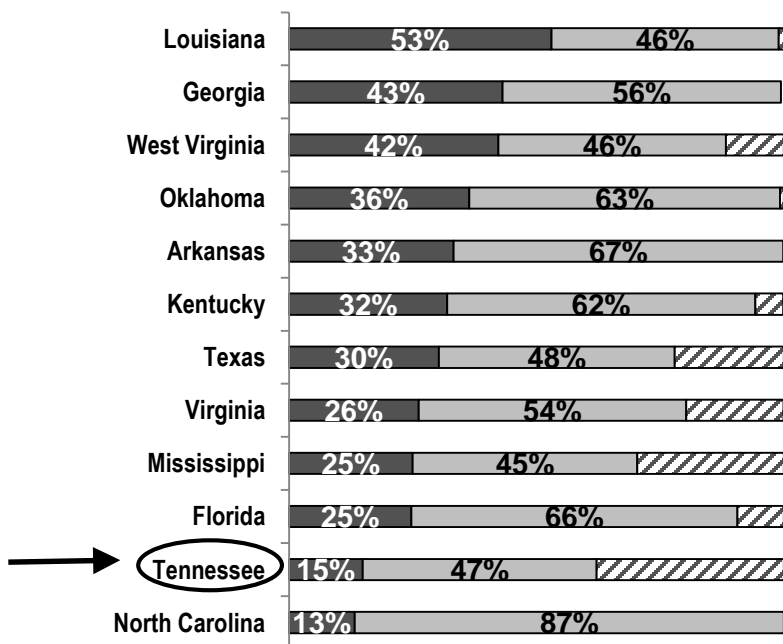 Louisiana 53% 46%
Georgia 43% 56%
West Virginia 42% 46%
Oklahoma 36% 63%
Arkansas 33% 67%
Kentucky 32% 62%
Texas 30% 48%
Virginia 26% 54%
Mississippi 25% 45%
Florida 25% 66%
Tennessee 15% 47%
North Carolina 13% 87%